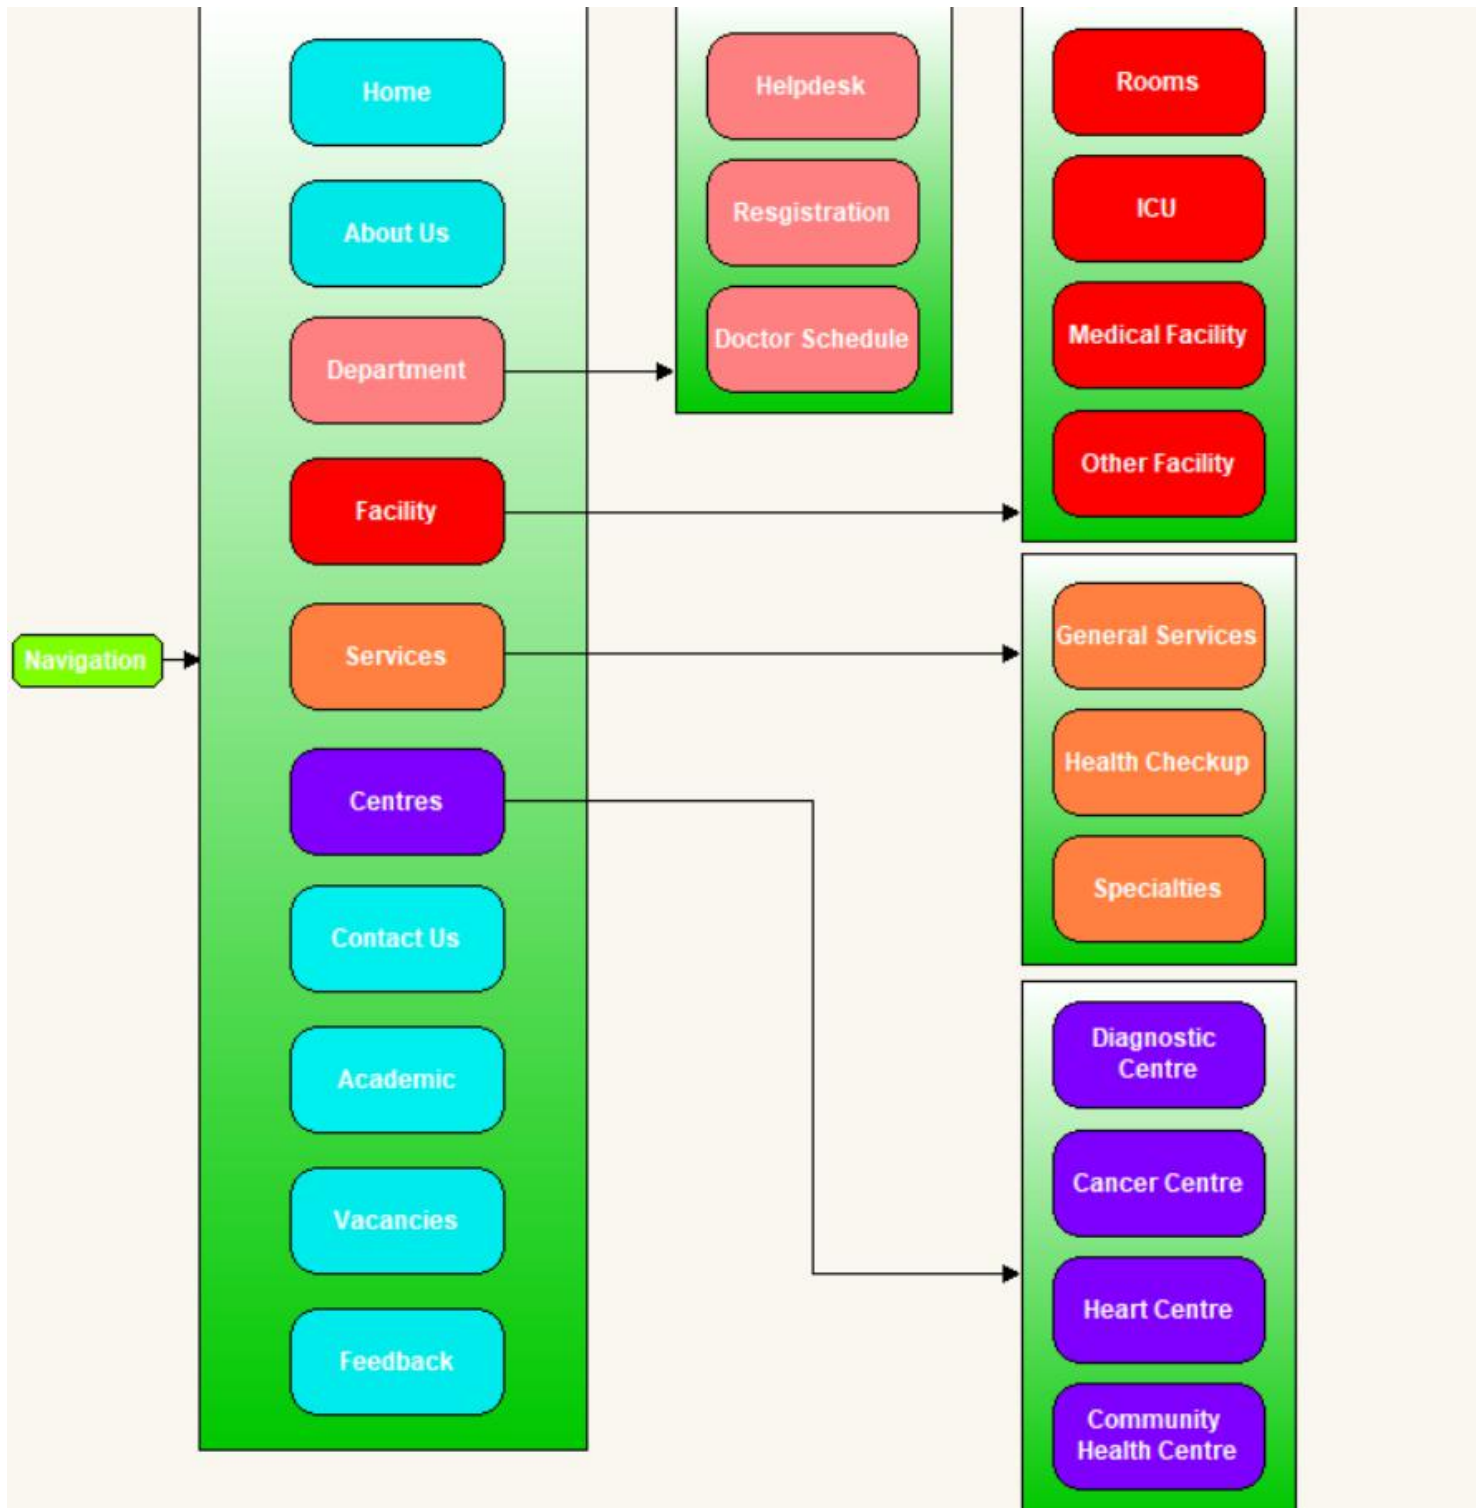 Navigation
Home
About Us
Department
Facility
Services
Centres
Contact Us
Academic
Vacancies
Feedback
Helpdesk
Resgistration
Doctor Schedule
Rooms
ICU
Medical Facility
Other Facility
General Services
Health Checkup
Specialties
Diagnostic
Centre
Cancer Centre
Heart Centre
Community
Health Centre